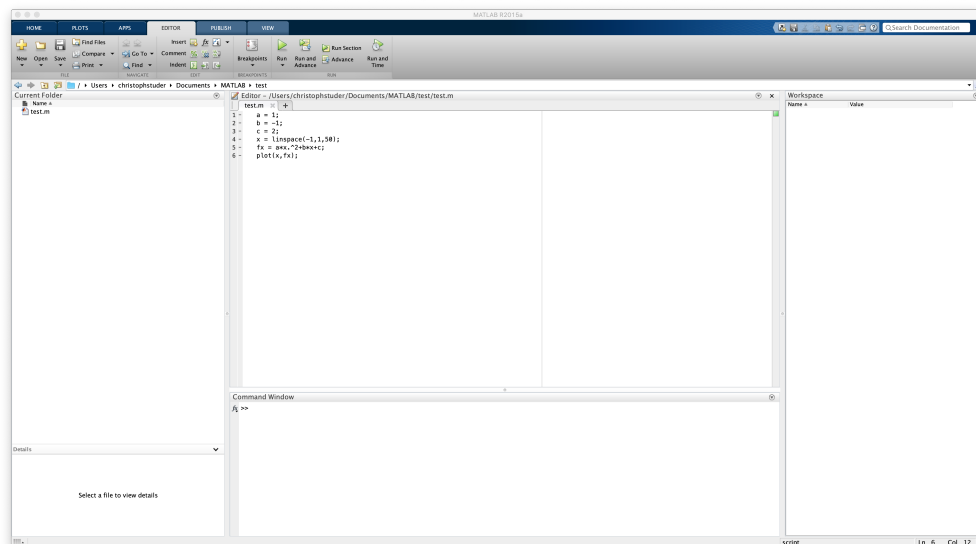 MATLAB R2015a
HOME PLOTS APPS EDITOR PUBLISH VIEW
Search Documentation
New Open Save
Find Files
Compare
Print
Go To
Find
Insert fx
Comment
Indent
Breakpoints
Run
Run and Advance
Run Section
Advance
Run and Time
FILE NAVIGATE EDIT BREAKPOINTS RUN
/ Users christophstuder Documents MATLAB test
Current Folder
Name
test.m
Editor – /Users/christophstuder/Documents/MATLAB/test/test.m
test.m
1 - a = 1;
2 - b = -1;
3 - c = 2;
4 - x = linspace(-1,1,50);
5 - fx = a*x.^2+b*x+c;
6 - plot(x,fx);
Workspace
Name Value
Command Window
fx >>
Details
Select a file to view details
script Ln 6 Col 12